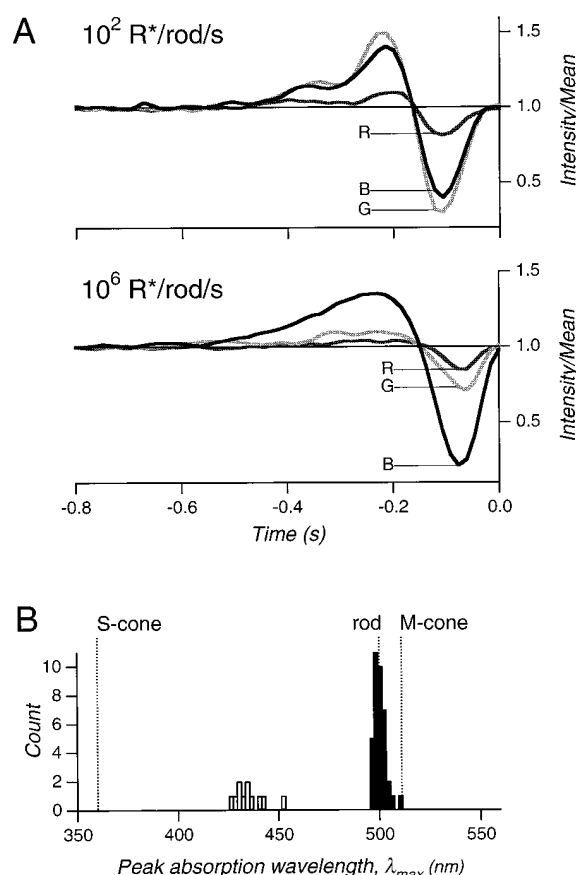 A
10² R*/rod/s
1.5
1.0
0.5
Intensity/Mean
R
B
G
10⁶ R*/rod/s
1.5
1.0
0.5
Intensity/Mean
R
G
B
-0.8 -0.6 -0.4 -0.2 0.0
Time (s)
B
S-cone rod M-cone
10
8
6
4
2
0
Count
350 400 450 500 550
Peak absorption wavelength, λmax (nm)